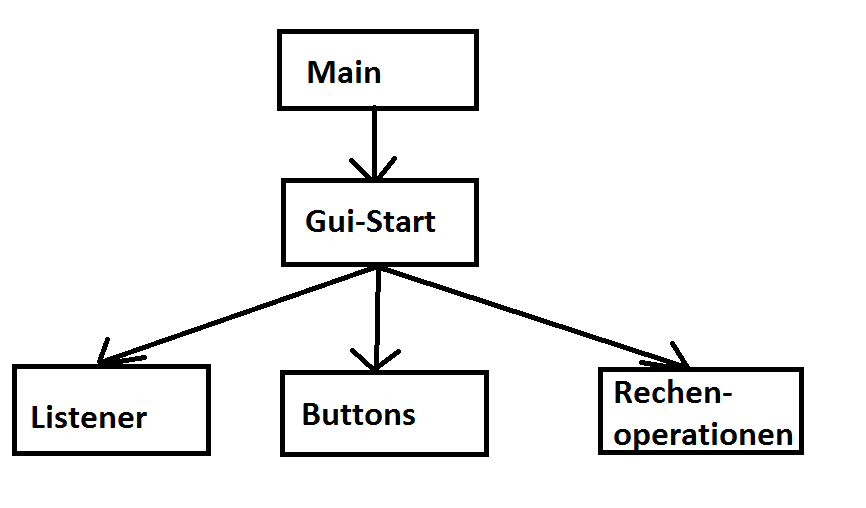 Main
Gui-Start
Listener
Buttons
Rechen-
operationen